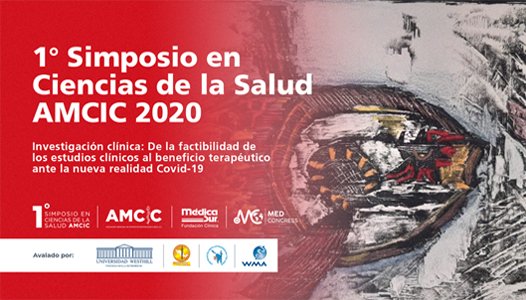 1° Simposio en
Ciencias de la Salud
AMCIC 2020
Investigación clínica: De la factibilidad de
los estudios clínicos al beneficio terapéutico
ante la nueva realidad Covid-19
1° SIMPOSIO EN
CIENCIAS DE LA
SALUD AMCIC
AMCIC
Médica
Sur
Fundación Clínica
MED
CONGRESS
Avalado por:
UNIVERSIDAD WESTHILL
WMA